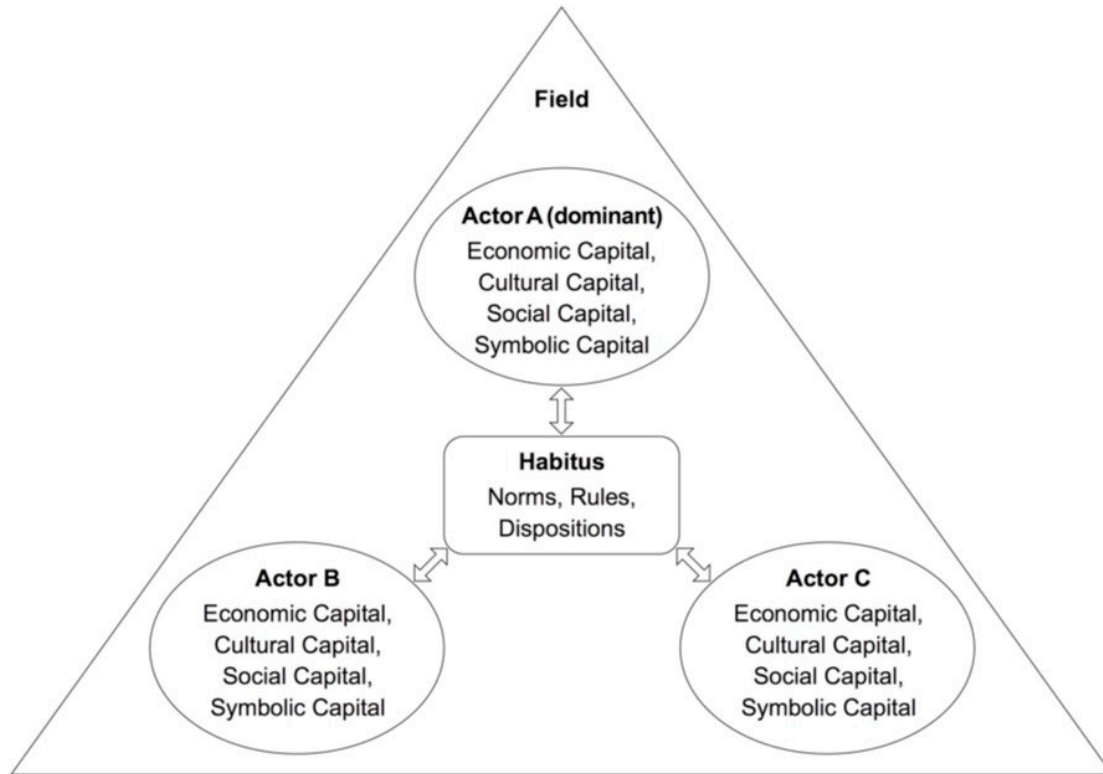 Field
Actor A (dominant)
Economic Capital,
Cultural Capital,
Social Capital,
Symbolic Capital
Habitus
Norms, Rules,
Dispositions
Actor B
Economic Capital,
Cultural Capital,
Social Capital,
Symbolic Capital
Actor C
Economic Capital,
Cultural Capital,
Social Capital,
Symbolic Capital